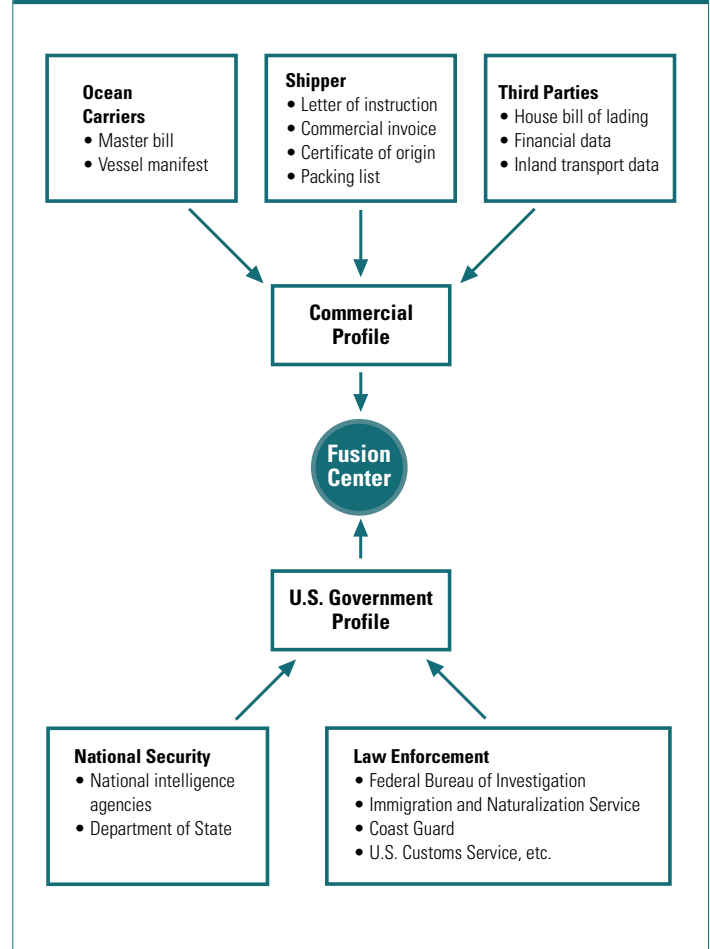 Ocean
Carriers
• Master bill
• Vessel manifest
Shipper
• Letter of instruction
• Commercial invoice
• Certificate of origin
• Packing list
Third Parties
• House bill of lading
• Financial data
• Inland transport data
Commercial
Profile
Fusion
Center
U.S. Government
Profile
National Security
• National intelligence
agencies
• Department of State
Law Enforcement
• Federal Bureau of Investigation
• Immigration and Naturalization Service
• Coast Guard
• U.S. Customs Service, etc.